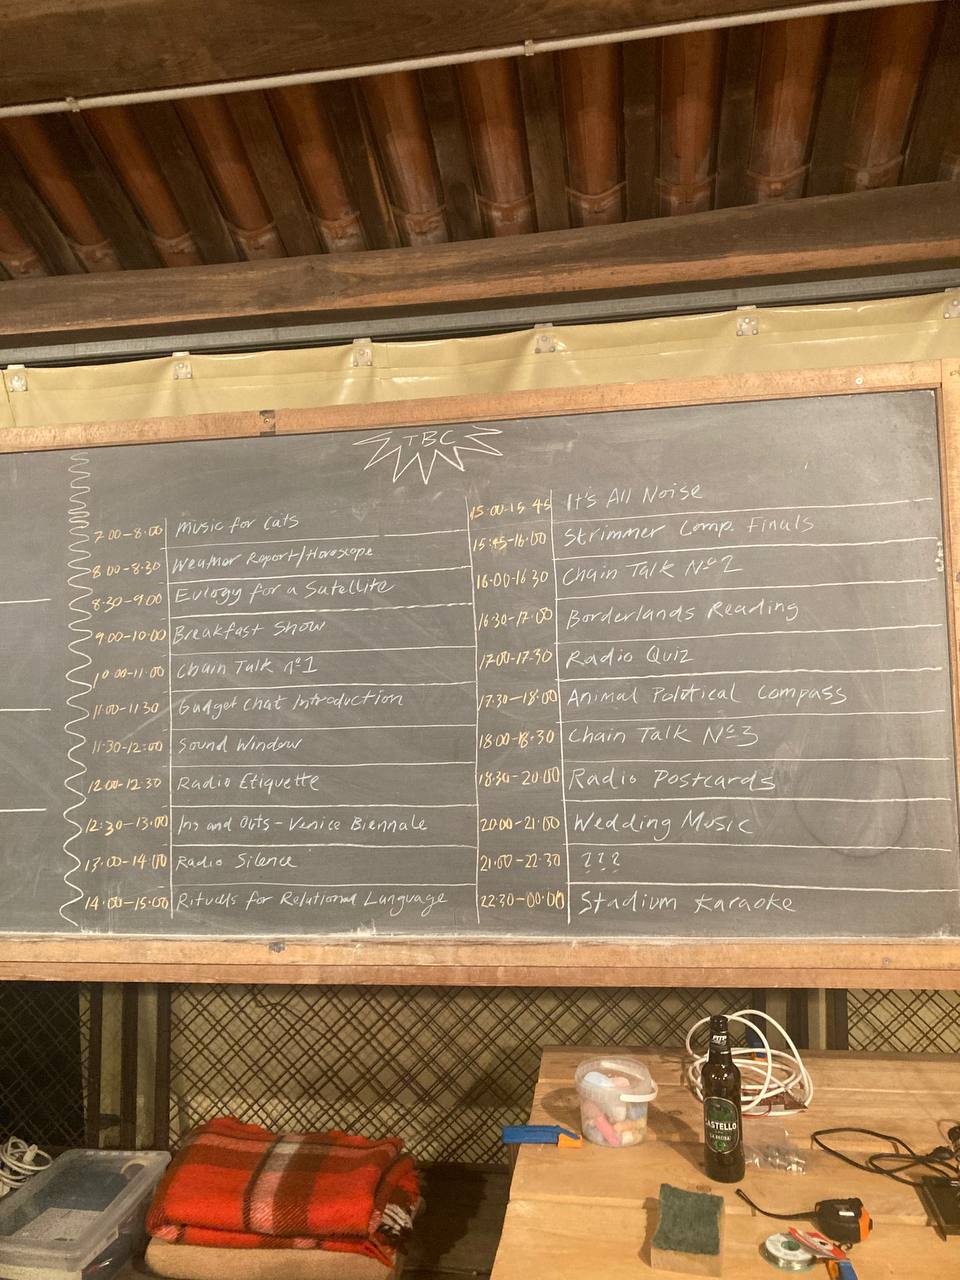 TBC
7:00-8:00 Music for Cats
8:00-8:30 Weather Report/Horoscope
8:30-9:00 Eulogy for a Satellite
9:00-10:00 Breakfast Show
10:00-11:00 Chain Talk Nº1
11:00-11:30 Gadget Chat Introduction
11:30-12:00 Sound Window
12:00-12:30 Radio Etiquette
12:30-13:00 Ins and Outs - Venice Biennale
13:00-14:00 Radio Silence
14:00-15:00 Rituals for Relational Language
15:00-15:45 It's All Noise
15:45-16:00 Strimmer Comp. Finals
16:00-16:30 Chain Talk Nº2
16:30-17:00 Borderlands Reading
17:00-17:30 Radio Quiz
17:30-18:00 Animal Political Compass
18:00-18:30 Chain Talk Nº3
18:30-20:00 Radio Postcards
20:00-21:00 Wedding Music
21:00-22:30 ???
22:30-00:00 Stadium Karaoke
CASTELLO